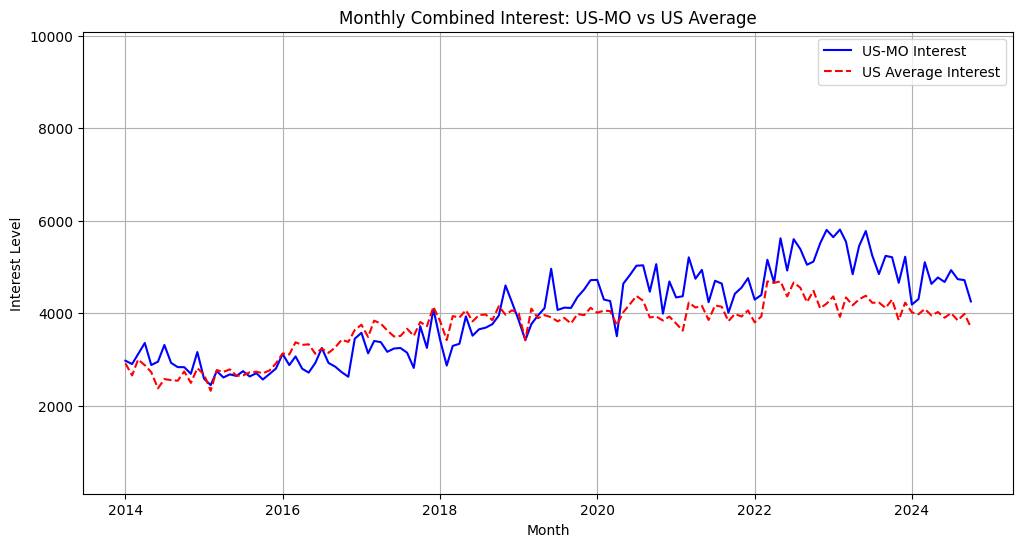 Monthly Combined Interest: US-MO vs US Average
10000
8000
6000
4000
2000
Interest Level
US-MO Interest
US Average Interest
2014
2016
2018
2020
2022
2024
Month